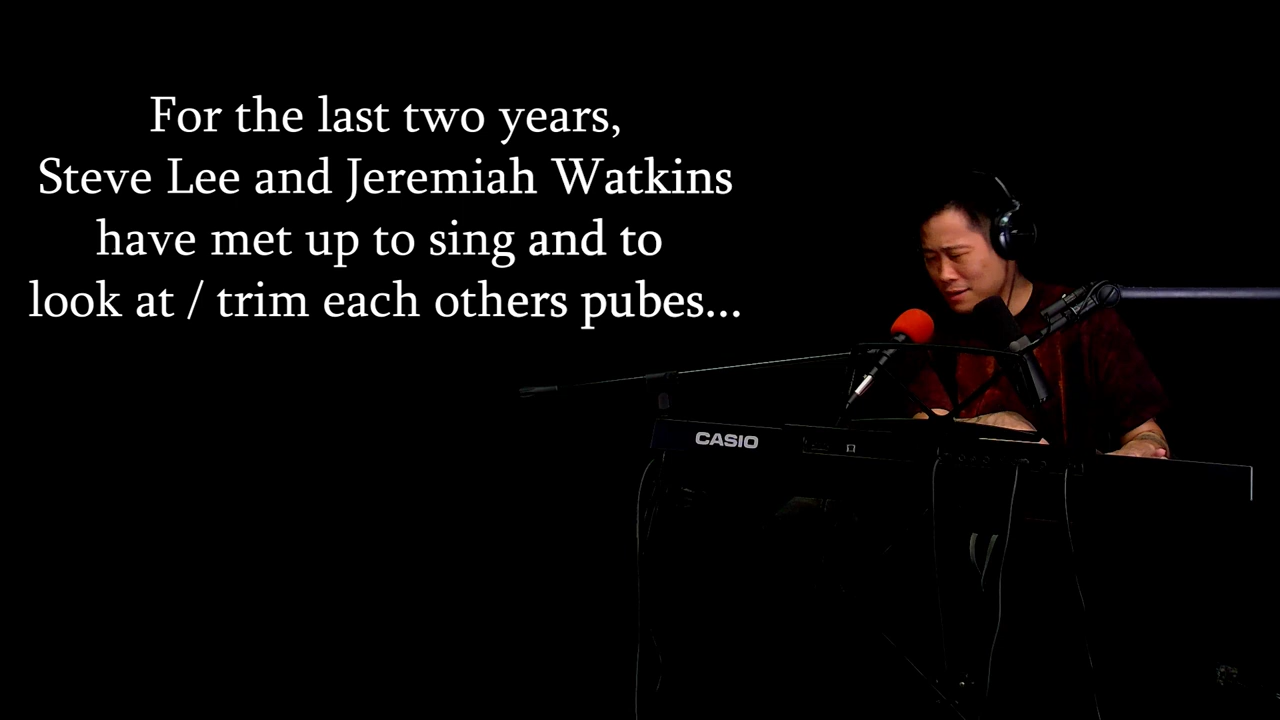 For the last two years,
Steve Lee and Jeremiah Watkins
have met up to sing and to
look at / trim each others pubes...
CASIO